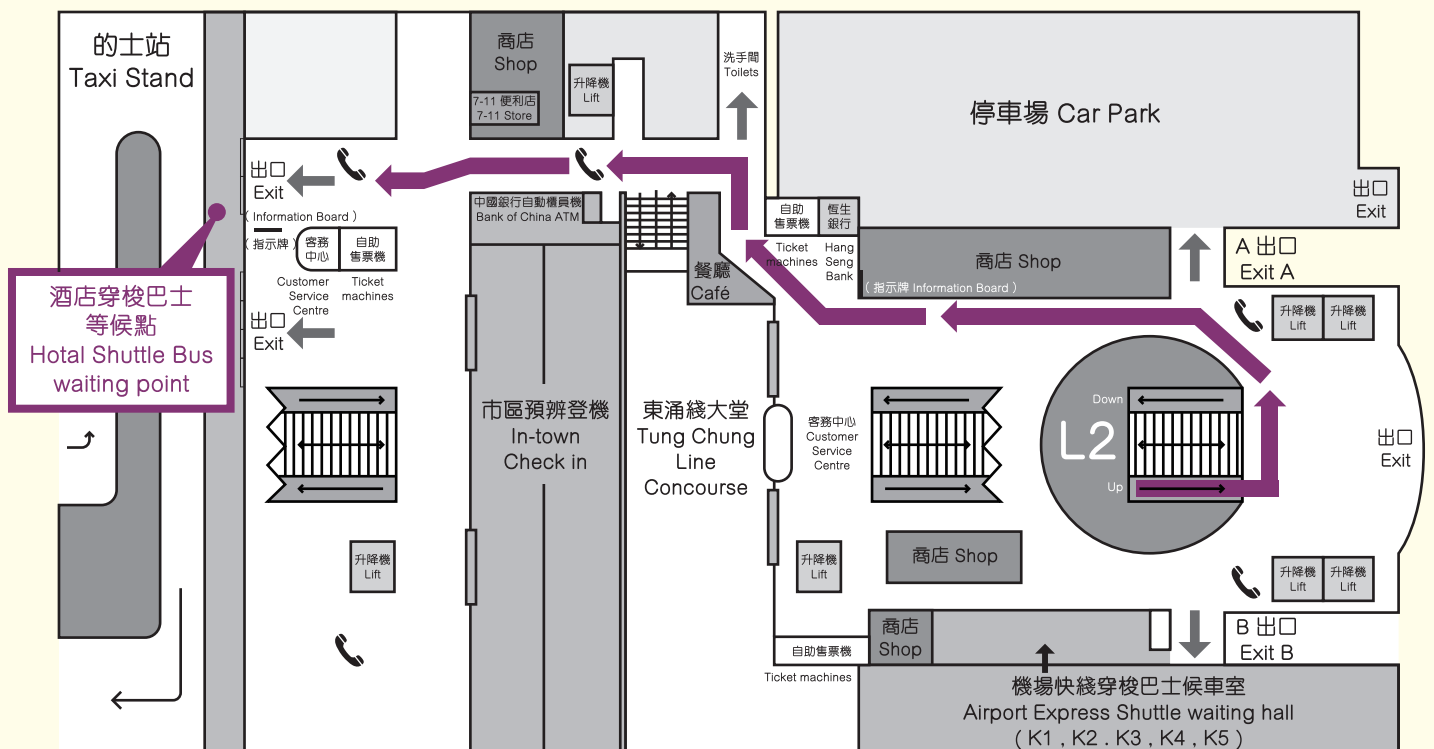 的士站
Taxi Stand
商店
Shop
7-11 便利店
7-11 Store
升降機
Lift
洗手間
Toilets
停車場 Car Park
出口
Exit
出口
Exit
( Information Board )
( 指示牌 )
客務
中心
自助
售票機
Customer
Service
Centre
Ticket
machines
出口
Exit
酒店穿梭巴士
等候點
Hotal Shuttle Bus
waiting point
中國銀行自動櫃員機
Bank of China ATM
餐廳
Café
自助
售票機
恆生
銀行
Ticket
machines
Hang
Seng
Bank
商店 Shop
( 指示牌 Information Board )
A 出口
Exit A
升降機
Lift
升降機
Lift
市區預辨登機
In-town
Check in
東涌綫大堂
Tung Chung
Line
Concourse
客務中心
Customer
Service
Centre
Down
L2
Up
出口
Exit
升降機
Lift
升降機
Lift
商店 Shop
升降機
Lift
升降機
Lift
自助售票機
Ticket machines
商店
Shop
B 出口
Exit B
機場快綫穿梭巴士候車室
Airport Express Shuttle waiting hall
( K1 , K2 . K3 , K4 , K5 )